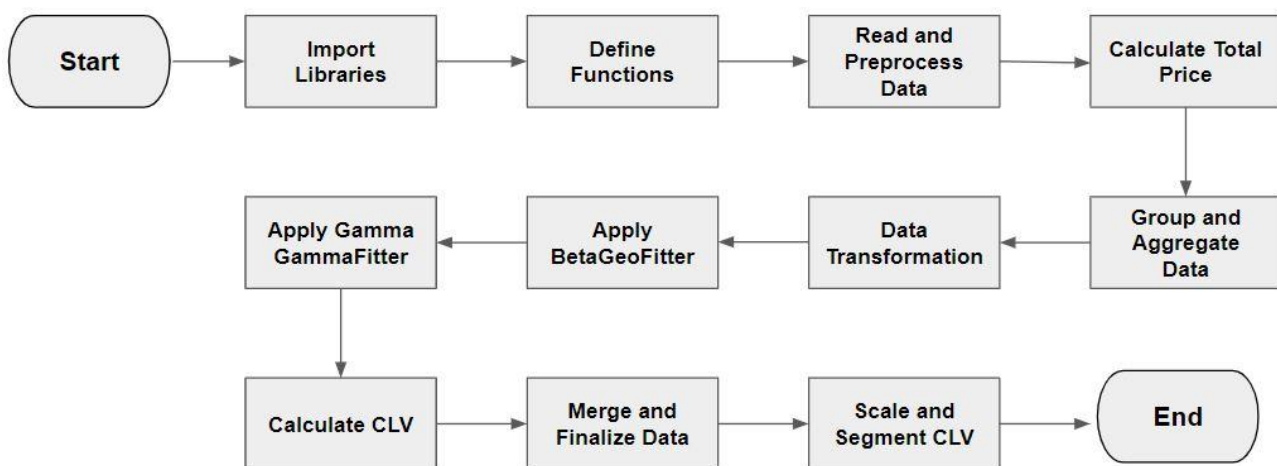 Start
Import
Libraries
Define
Functions
Read and
Preprocess
Data
Calculate Total
Price
Group and
Aggregate
Data
Data
Transformation
Apply
BetaGeoFitter
Apply Gamma
GammaFitter
Calculate CLV
Merge and
Finalize Data
Scale and
Segment CLV
End